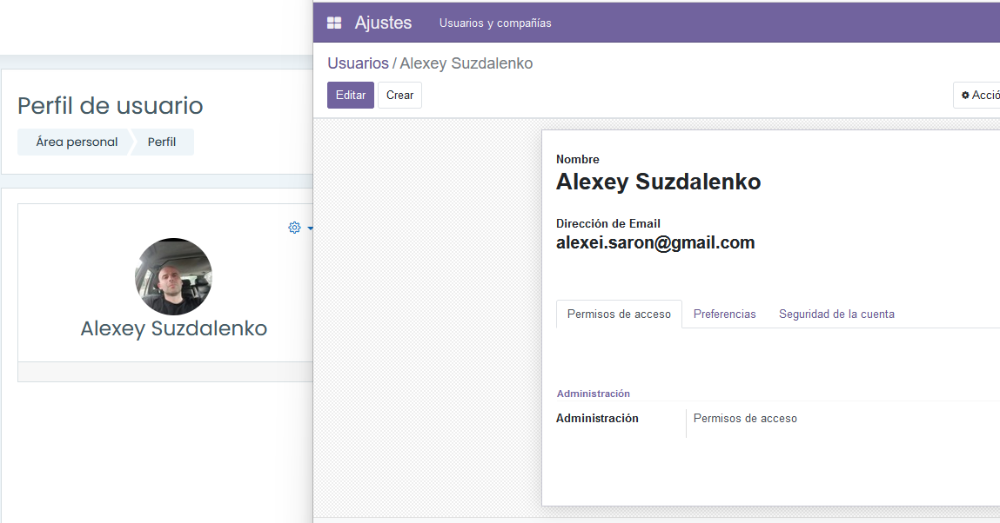 Perfil de usuario
Área personal
Perfil
Alexey Suzdalenko
Ajustes
Usuarios y compañías
Usuarios / Alexey Suzdalenko
Editar
Crear
Acció
Nombre
Alexey Suzdalenko
Dirección de Email
alexei.saron@gmail.com
Permisos de acceso
Preferencias
Seguridad de la cuenta
Administración
Administración
Permisos de acceso